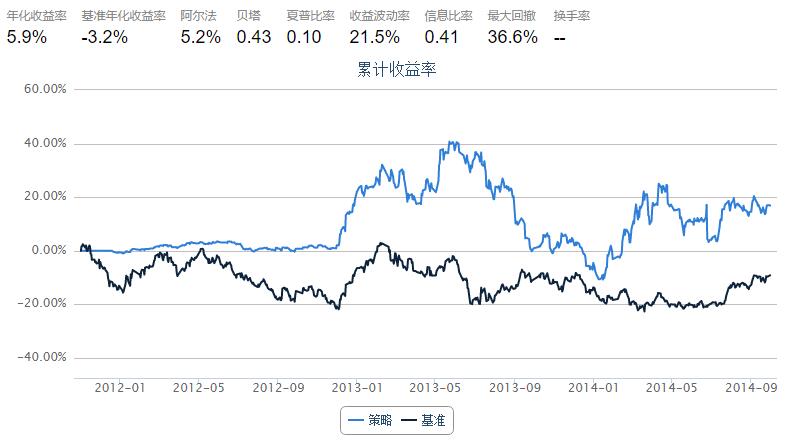 年化收益率 基准年化收益率 阿尔法 贝塔 夏普比率 收益波动率 信息比率 最大回撤 换手率
5.9% -3.2% 5.2% 0.43 0.10 21.5% 0.41 36.6% --
累计收益率
60.00%
40.00%
20.00%
0.00%
-20.00%
-40.00%
2012-01 2012-05 2012-09 2013-01 2013-05 2013-09 2014-01 2014-05 2014-09
策略 基准